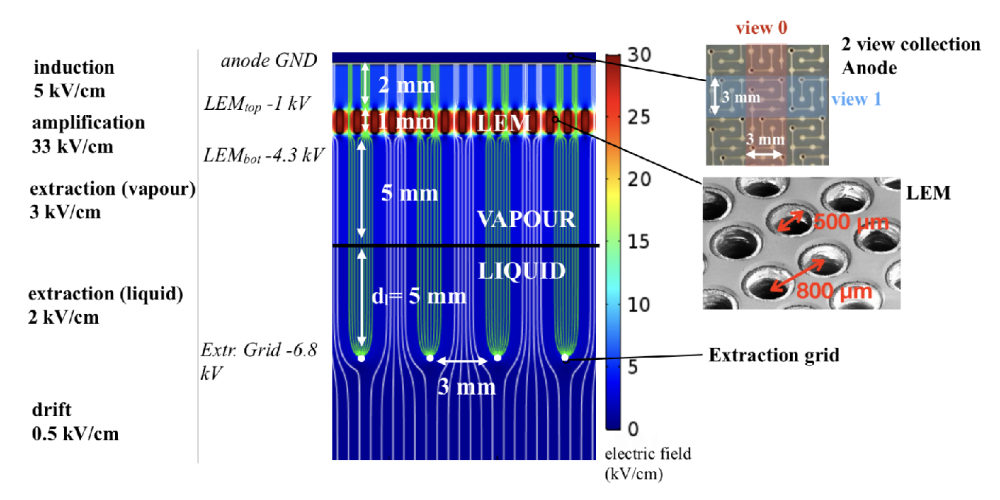 induction
5 kV/cm
amplification
33 kV/cm
extraction (vapour)
3 kV/cm
extraction (liquid)
2 kV/cm
drift
0.5 kV/cm
anode GND
LEMtop -1 kV
LEMbot -4.3 kV
Extr. Grid -6.8
kV
2 mm
1 mm
LEM
5 mm
VAPOUR
LIQUID
dl= 5 mm
3 mm
30
25
20
15
10
5
0
electric field
(kV/cm)
view 0
2 view collection
Anode
view 1
3 mm
3 mm
LEM
500 μm
800 μm
Extraction grid